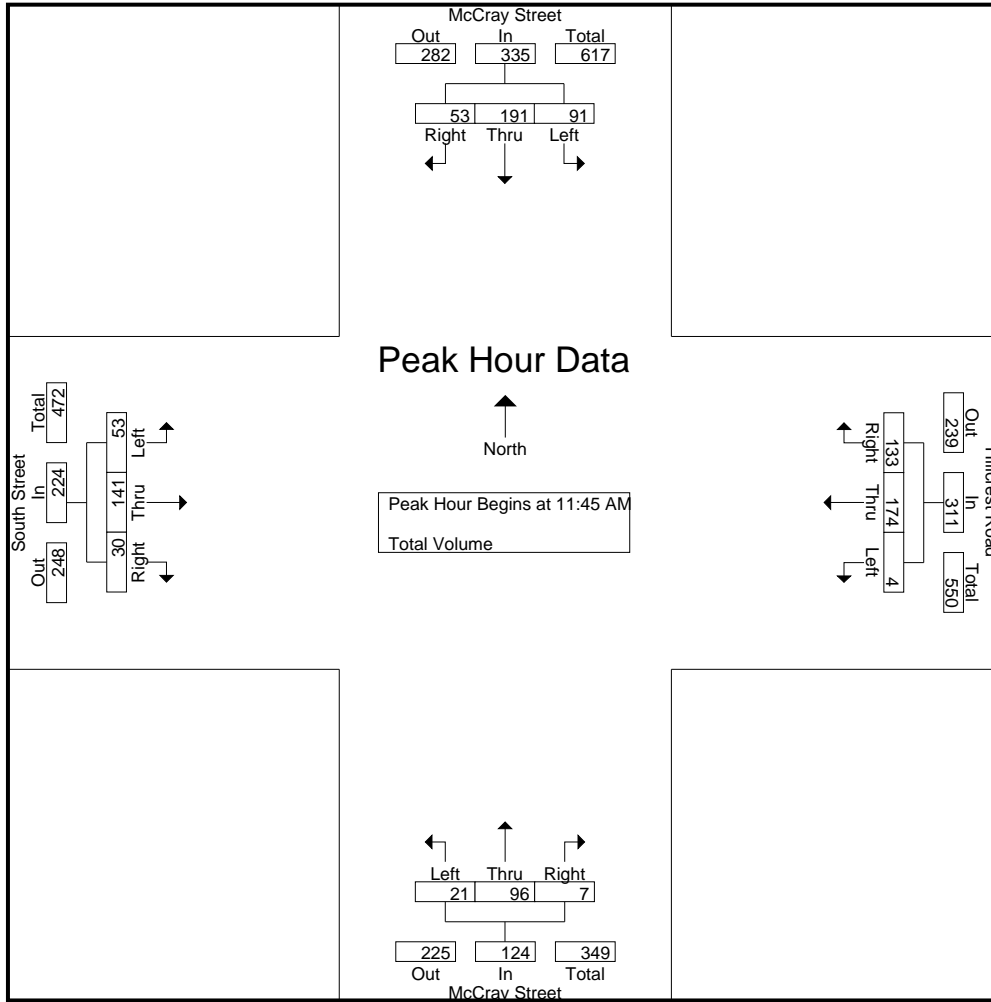 McCray Street
Out In Total
282 335 617
53 191 91
Right Thru Left
Peak Hour Data
North
Peak Hour Begins at 11:45 AM
Total Volume
South Street
Out In Total
248 224 472
30 141 53
Right Thru Left
Hillcrest Road
Out In Total
239 311 550
133 174 4
Right Thru Left
Left Thru Right
21 96 7
225 124 349
Out In Total
McCray Street